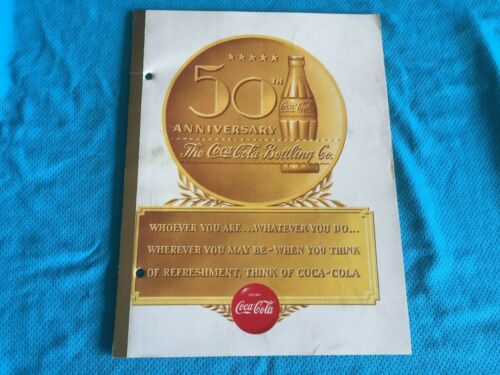 50TH
Coca-Cola
ANNIVERSARY
The Coca-Cola Bottling Co.
WHOEVER YOU ARE...WHATEVER YOU DO...
WHEREVER YOU MAY BE-WHEN YOU THINK
OF REFRESHMENT, THINK OF COCA-COLA
DRINK
Coca-Cola